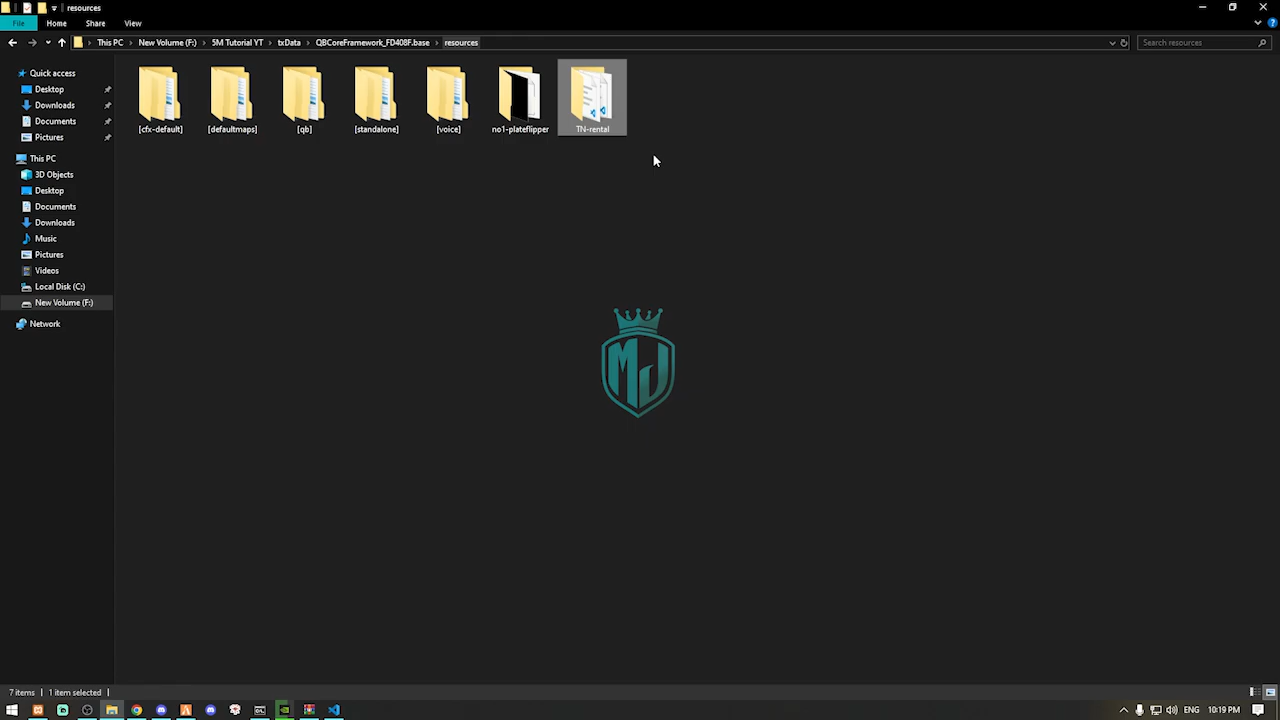 resources
File Home Share View
This PC New Volume (F:) 5M Tutorial YT txData QBCoreFramework_FD408F.base resources
Search resources
Quick access
Desktop
Downloads
Documents
Pictures
This PC
3D Objects
Desktop
Documents
Downloads
Music
Pictures
Videos
Local Disk (C:)
New Volume (F:)
Network
[cfx-default] [defaultmaps] [qb] [standalone] [voice] no1-plateflipper TN-rental
MJ
7 items 1 item selected
ENG 10:19 PM